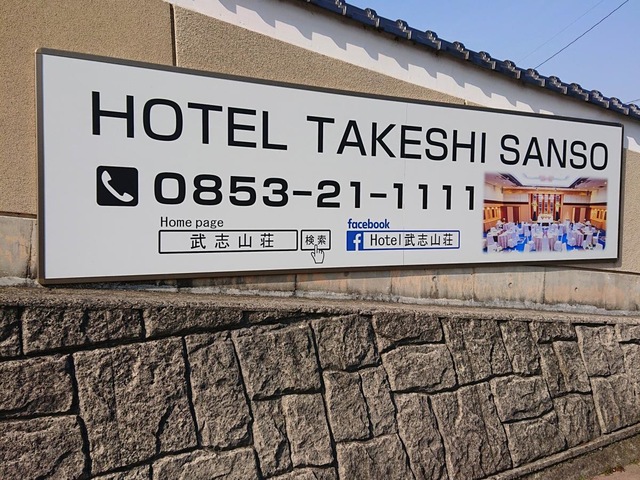 HOTEL TAKESHI SANSO
0853-21-1111
Home page
武志山荘 検索
facebook
f Hotel武志山荘